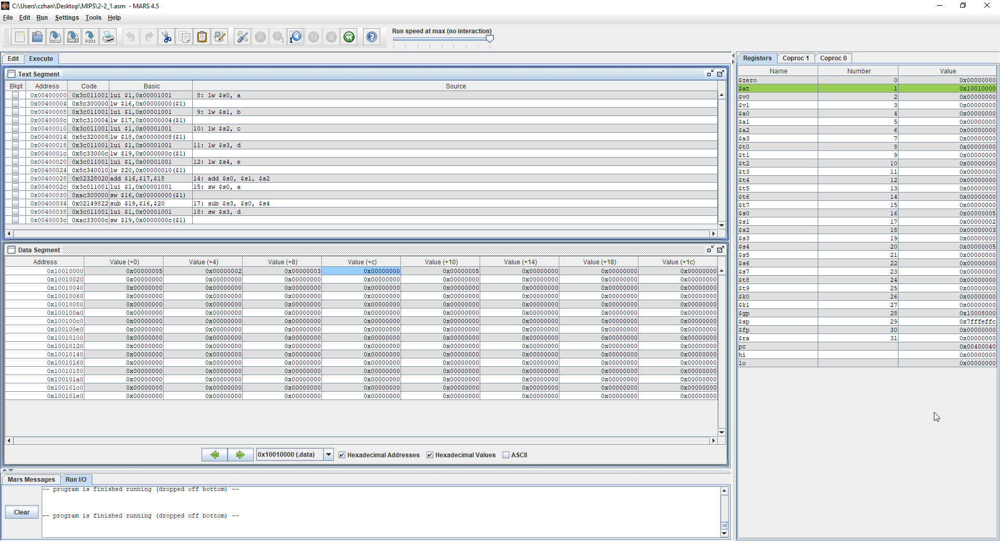 C:\Users\czhan\Desktop\MIPS\2-2_1.asm - MARS 4.5
File Edit Run Settings Tools Help
Run speed at max (no interaction)
Edit Execute
Text Segment
Bkpt Address Code Basic Source
0x00400000 0x3c011001 lui $1,0x00001001 8: lw $s0, a
0x00400004 0x8c300000 lw $16,0x00000000($1)
0x00400008 0x3c011001 lui $1,0x00001001 9: lw $s1, b
0x0040000c 0x8c310004 lw $17,0x00000004($1)
0x00400010 0x3c011001 lui $1,0x00001001 10: lw $s2, c
0x00400014 0x8c320008 lw $18,0x00000008($1)
0x00400018 0x3c011001 lui $1,0x00001001 11: lw $s3, d
0x0040001c 0x8c33000c lw $19,0x0000000c($1)
0x00400020 0x3c011001 lui $1,0x00001001 12: lw $s4, e
0x00400024 0x8c340010 lw $20,0x00000010($1)
0x00400028 0x02328020 add $16,$17,$18 14: add $s0, $s1, $s2
0x0040002c 0x3c011001 lui $1,0x00001001 15: sw $s0, a
0x00400030 0xac300000 sw $16,0x00000000($1)
0x00400034 0x02149822 sub $19,$16,$20 17: sub $s3, $s0, $s4
0x00400038 0x3c011001 lui $1,0x00001001 18: sw $s3, d
0x0040003c 0xac33000c sw $19,0x0000000c($1)
Data Segment
Address Value (+0) Value (+4) Value (+8) Value (+c) Value (+10) Value (+14) Value (+18) Value (+1c)
0x10010000 0x00000005 0x00000002 0x00000003 0x00000000 0x00000005 0x00000000 0x00000000 0x00000000
0x10010020 0x00000000 0x00000000 0x00000000 0x00000000 0x00000000 0x00000000 0x00000000 0x00000000
0x10010040 0x00000000 0x00000000 0x00000000 0x00000000 0x00000000 0x00000000 0x00000000 0x00000000
0x10010060 0x00000000 0x00000000 0x00000000 0x00000000 0x00000000 0x00000000 0x00000000 0x00000000
0x10010080 0x00000000 0x00000000 0x00000000 0x00000000 0x00000000 0x00000000 0x00000000 0x00000000
0x100100a0 0x00000000 0x00000000 0x00000000 0x00000000 0x00000000 0x00000000 0x00000000 0x00000000
0x100100c0 0x00000000 0x00000000 0x00000000 0x00000000 0x00000000 0x00000000 0x00000000 0x00000000
0x100100e0 0x00000000 0x00000000 0x00000000 0x00000000 0x00000000 0x00000000 0x00000000 0x00000000
0x10010100 0x00000000 0x00000000 0x00000000 0x00000000 0x00000000 0x00000000 0x00000000 0x00000000
0x10010120 0x00000000 0x00000000 0x00000000 0x00000000 0x00000000 0x00000000 0x00000000 0x00000000
0x10010140 0x00000000 0x00000000 0x00000000 0x00000000 0x00000000 0x00000000 0x00000000 0x00000000
0x10010160 0x00000000 0x00000000 0x00000000 0x00000000 0x00000000 0x00000000 0x00000000 0x00000000
0x10010180 0x00000000 0x00000000 0x00000000 0x00000000 0x00000000 0x00000000 0x00000000 0x00000000
0x100101a0 0x00000000 0x00000000 0x00000000 0x00000000 0x00000000 0x00000000 0x00000000 0x00000000
0x100101c0 0x00000000 0x00000000 0x00000000 0x00000000 0x00000000 0x00000000 0x00000000 0x00000000
0x100101e0 0x00000000 0x00000000 0x00000000 0x00000000 0x00000000 0x00000000 0x00000000 0x00000000
0x10010000 (.data) Hexadecimal Addresses Hexadecimal Values ASCII
Mars Messages Run I/O
-- program is finished running (dropped off bottom) --
Clear
-- program is finished running (dropped off bottom) --
Registers Coproc 1 Coproc 0
Name Number Value
$zero 0 0x00000000
$at 1 0x10010000
$v0 2 0x00000000
$v1 3 0x00000000
$a0 4 0x00000000
$a1 5 0x00000000
$a2 6 0x00000000
$a3 7 0x00000000
$t0 8 0x00000000
$t1 9 0x00000000
$t2 10 0x00000000
$t3 11 0x00000000
$t4 12 0x00000000
$t5 13 0x00000000
$t6 14 0x00000000
$t7 15 0x00000000
$s0 16 0x00000005
$s1 17 0x00000002
$s2 18 0x00000003
$s3 19 0x00000000
$s4 20 0x00000005
$s5 21 0x00000000
$s6 22 0x00000000
$s7 23 0x00000000
$t8 24 0x00000000
$t9 25 0x00000000
$k0 26 0x00000000
$k1 27 0x00000000
$gp 28 0x10008000
$sp 29 0x7fffeffc
$fp 30 0x00000000
$ra 31 0x00000000
pc 0x00400040
hi 0x00000000
lo 0x00000000